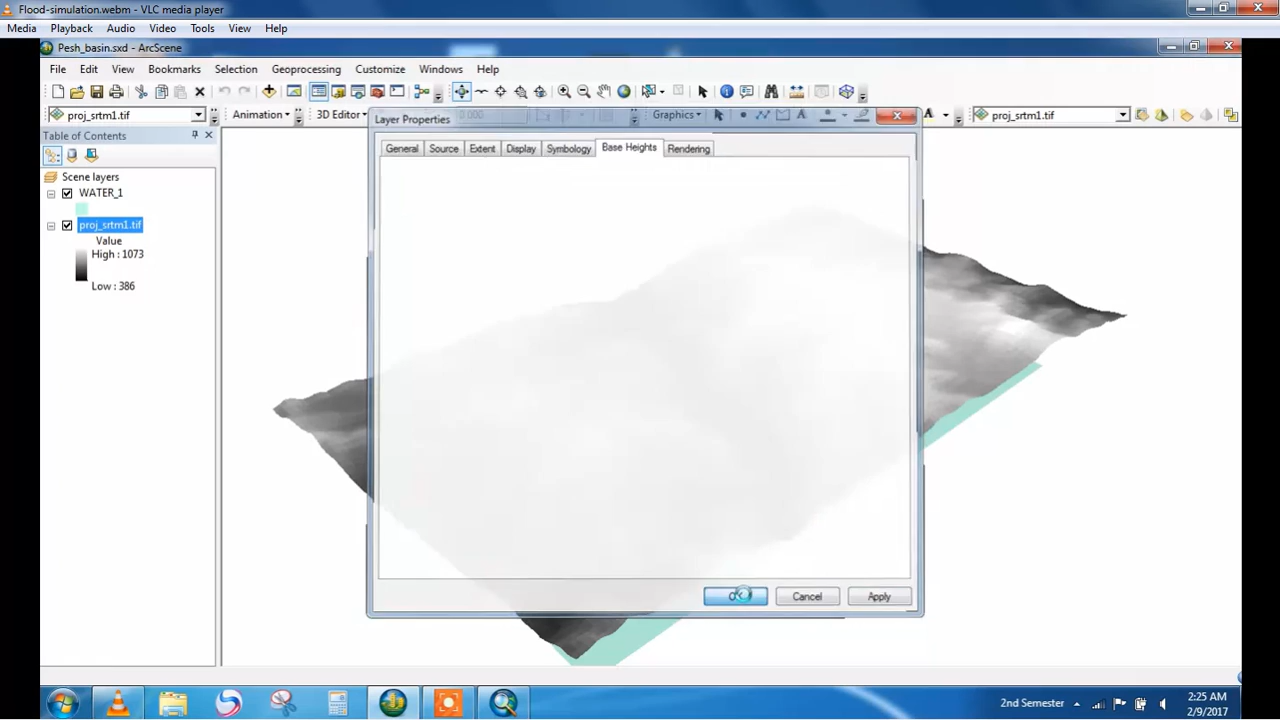 Flood-simulation.webm - VLC media player
Media Playback Audio Video Tools View Help
Pesh_basin.sxd - ArcScene
File Edit View Bookmarks Selection Geoprocessing Customize Windows Help
proj_srtm1.tif Animation 3D Editor Graphics A proj_srtm1.tif
Layer Properties
Table of Contents
General Source Extent Display Symbology Base Heights Rendering
Scene layers
WATER_1
proj_srtm1.tif
Value
High : 1073
Low : 386
Cancel Apply
2nd Semester
2:25 AM
2/9/2017